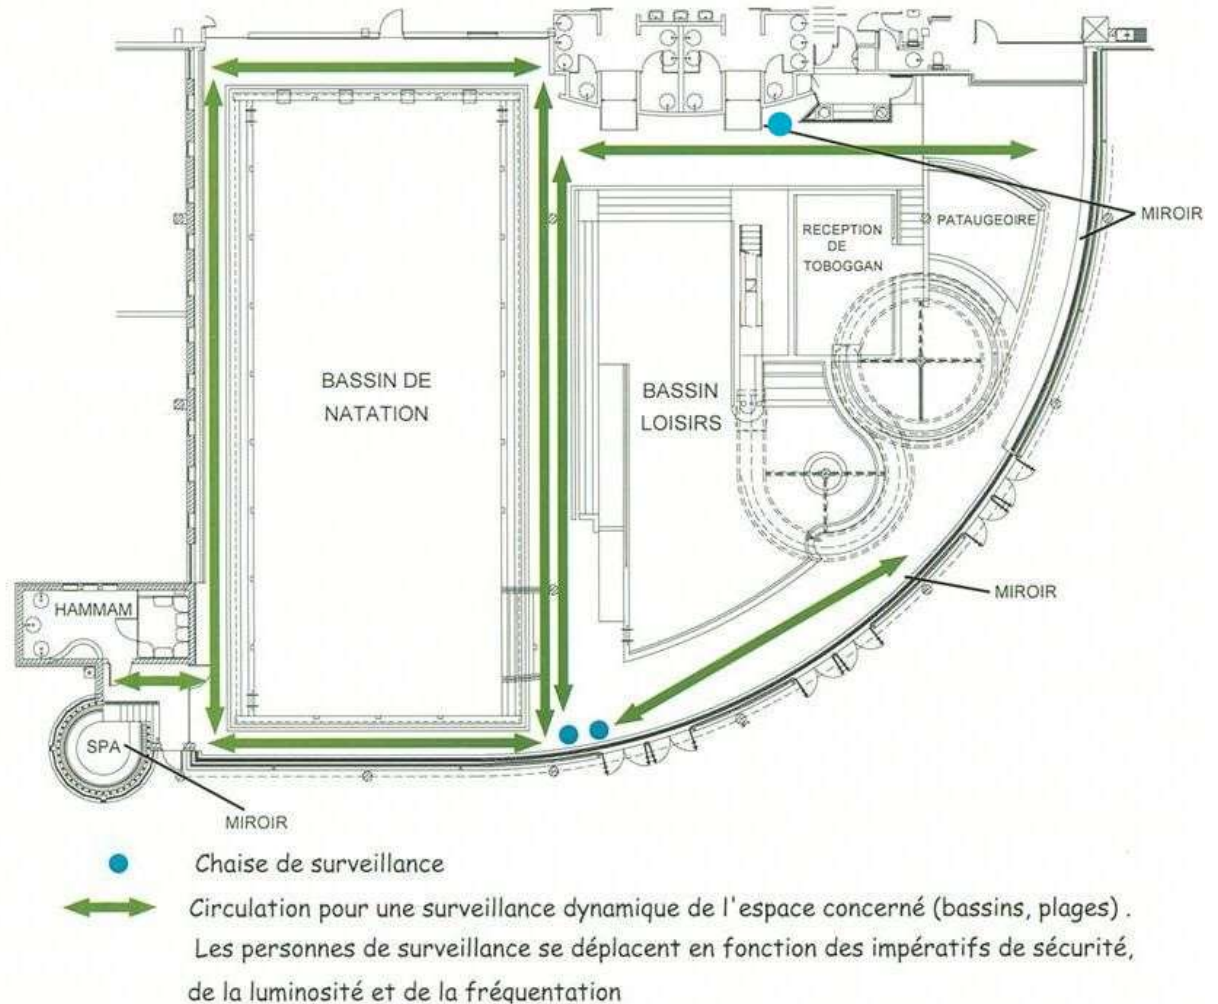 MIROIR
PATAUGEOIRE
RECEPTION
DE
TOBOGGAN
BASSIN DE
NATATION
BASSIN
LOISIRS
MIROIR
HAMMAM
SPA
MIROIR
Chaise de surveillance
Circulation pour une surveillance dynamique de l'espace concerné (bassins, plages) .
Les personnes de surveillance se déplacent en fonction des impératifs de sécurité,
de la luminosité et de la fréquentation